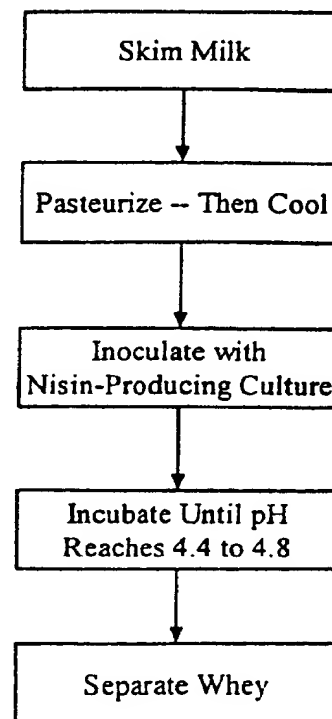 Skim Milk
Pasteurize – Then Cool
Inoculate with
Nisin-Producing Culture
Incubate Until pH
Reaches 4.4 to 4.8
Separate Whey